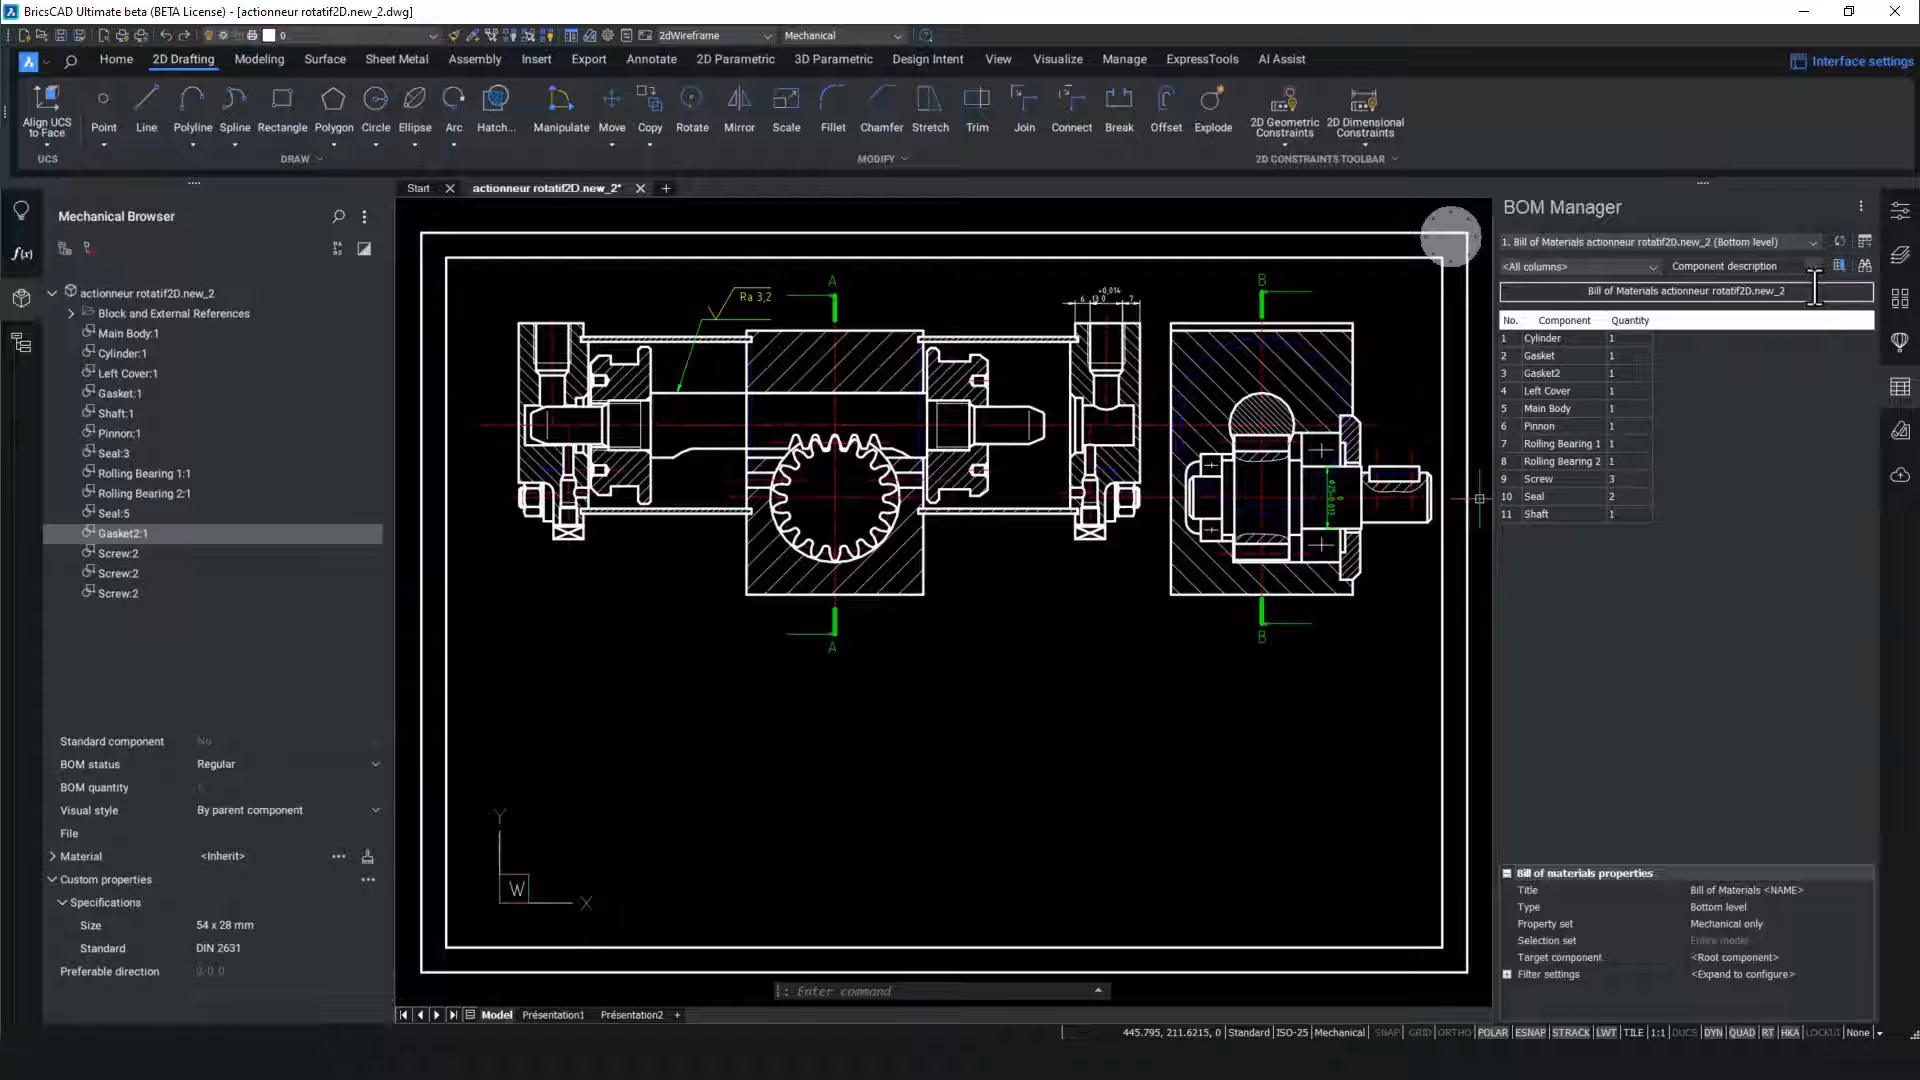 BricsCAD Ultimate beta (BETA License) - [actionneur rotatif2D.new_2.dwg]
0
2dWireframe
Mechanical
Home 2D Drafting Modeling Surface Sheet Metal Assembly Insert Export Annotate 2D Parametric 3D Parametric Design Intent View Visualize Manage ExpressTools AI Assist
Interface settings
Align UCS to Face
Point Line Polyline Spline Rectangle Polygon Circle Ellipse Arc Hatch... Manipulate Move Copy Rotate Mirror Scale Fillet Chamfer Stretch Trim Join Connect Break Offset Explode
2D Geometric Constraints
2D Dimensional Constraints
UCS DRAW MODIFY 2D CONSTRAINTS TOOLBAR
Start actionneur rotatif2D.new_2*
Mechanical Browser
f(x)
actionneur rotatif2D.new_2
Block and External References
Main Body:1
Cylinder:1
Left Cover:1
Gasket:1
Shaft:1
Pinnon:1
Seal:3
Rolling Bearing 1:1
Rolling Bearing 2:1
Seal:5
Gasket2:1
Screw:2
Screw:2
Screw:2
Standard component No
BOM status Regular
BOM quantity
Visual style By parent component
File
Material <Inherit>
Custom properties
Specifications
Size 54 x 28 mm
Standard DIN 2631
Preferable direction 0, 0, 0
A
Ra 3,2
+0,014
6 13 0 7
B
A
B
Y
W
X
: Enter command
Model Présentation1 Présentation2
BOM Manager
1. Bill of Materials actionneur rotatif2D.new_2 (Bottom level)
<All columns> Component description
Bill of Materials actionneur rotatif2D.new_2
No. Component Quantity
1 Cylinder 1
2 Gasket 1
3 Gasket2 1
4 Left Cover 1
5 Main Body 1
6 Pinnon 1
7 Rolling Bearing 1 1
8 Rolling Bearing 2 1
9 Screw 3
10 Seal 2
11 Shaft 1
Bill of materials properties
Title Bill of Materials <NAME>
Type Bottom level
Property set Mechanical only
Selection set Entire model
Target component <Root component>
Filter settings <Expand to configure>
445.795, 211.6215, 0 Standard ISO-25 Mechanical SNAP GRID ORTHO POLAR ESNAP STRACK LWT TILE 1:1 DUCS DYN QUAD RT HKA LOCKUI None